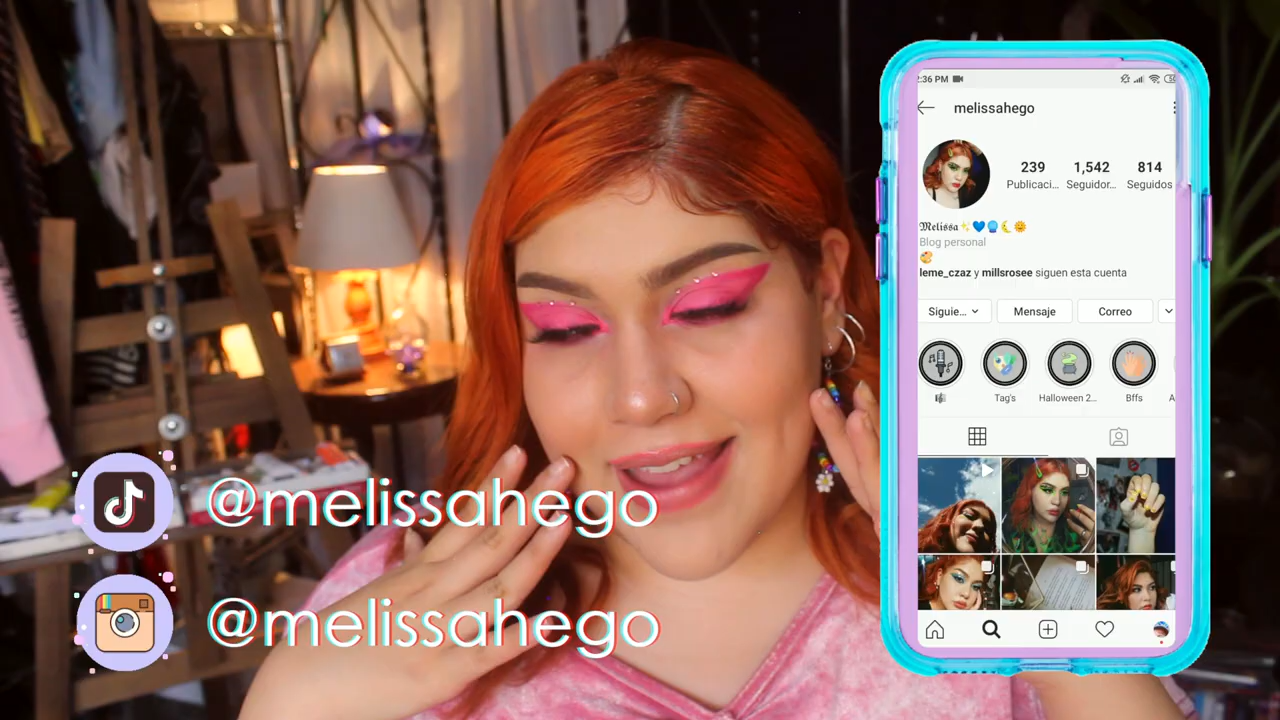 @melissahego
@melissahego
2:36 PM
melissahego
239 1,542 814
Publicaci... Seguidor... Seguidos
𝕸𝖊𝖑𝖎𝖘𝖘𝖆✨💙🔮🌜🌞
Blog personal
leme_czaz y millsrosee siguen esta cuenta
Siguie... Mensaje Correo
Tag's Halloween 2... Bffs A